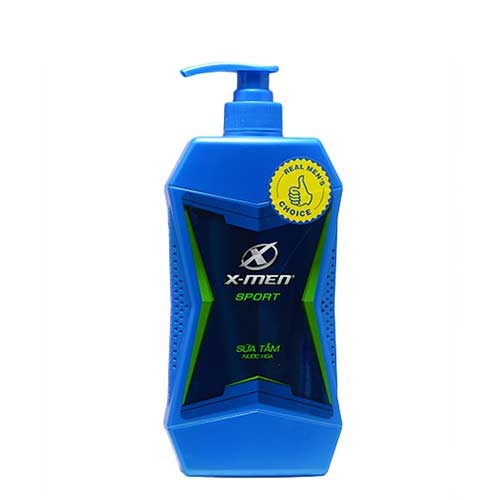 REAL MEN'S
CHOICE
X-MEN
SPORT
SỮA TẮM
NƯỚC HOA